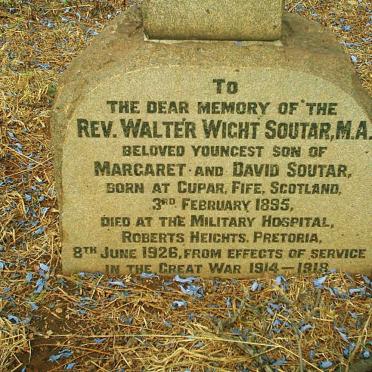 TO
THE DEAR MEMORY OF THE
REV. WALTER WIGHT SOUTAR, M.A.
BELOVED YOUNGEST SON OF
MARGARET AND DAVID SOUTAR,
BORN AT CUPAR, FIFE, SCOTLAND,
3RD FEBRUARY 1895,
DIED AT THE MILITARY HOSPITAL,
ROBERTS HEIGHTS, PRETORIA,
8TH JUNE 1926, FROM EFFECTS OF SERVICE
IN THE GREAT WAR 1914-1918.